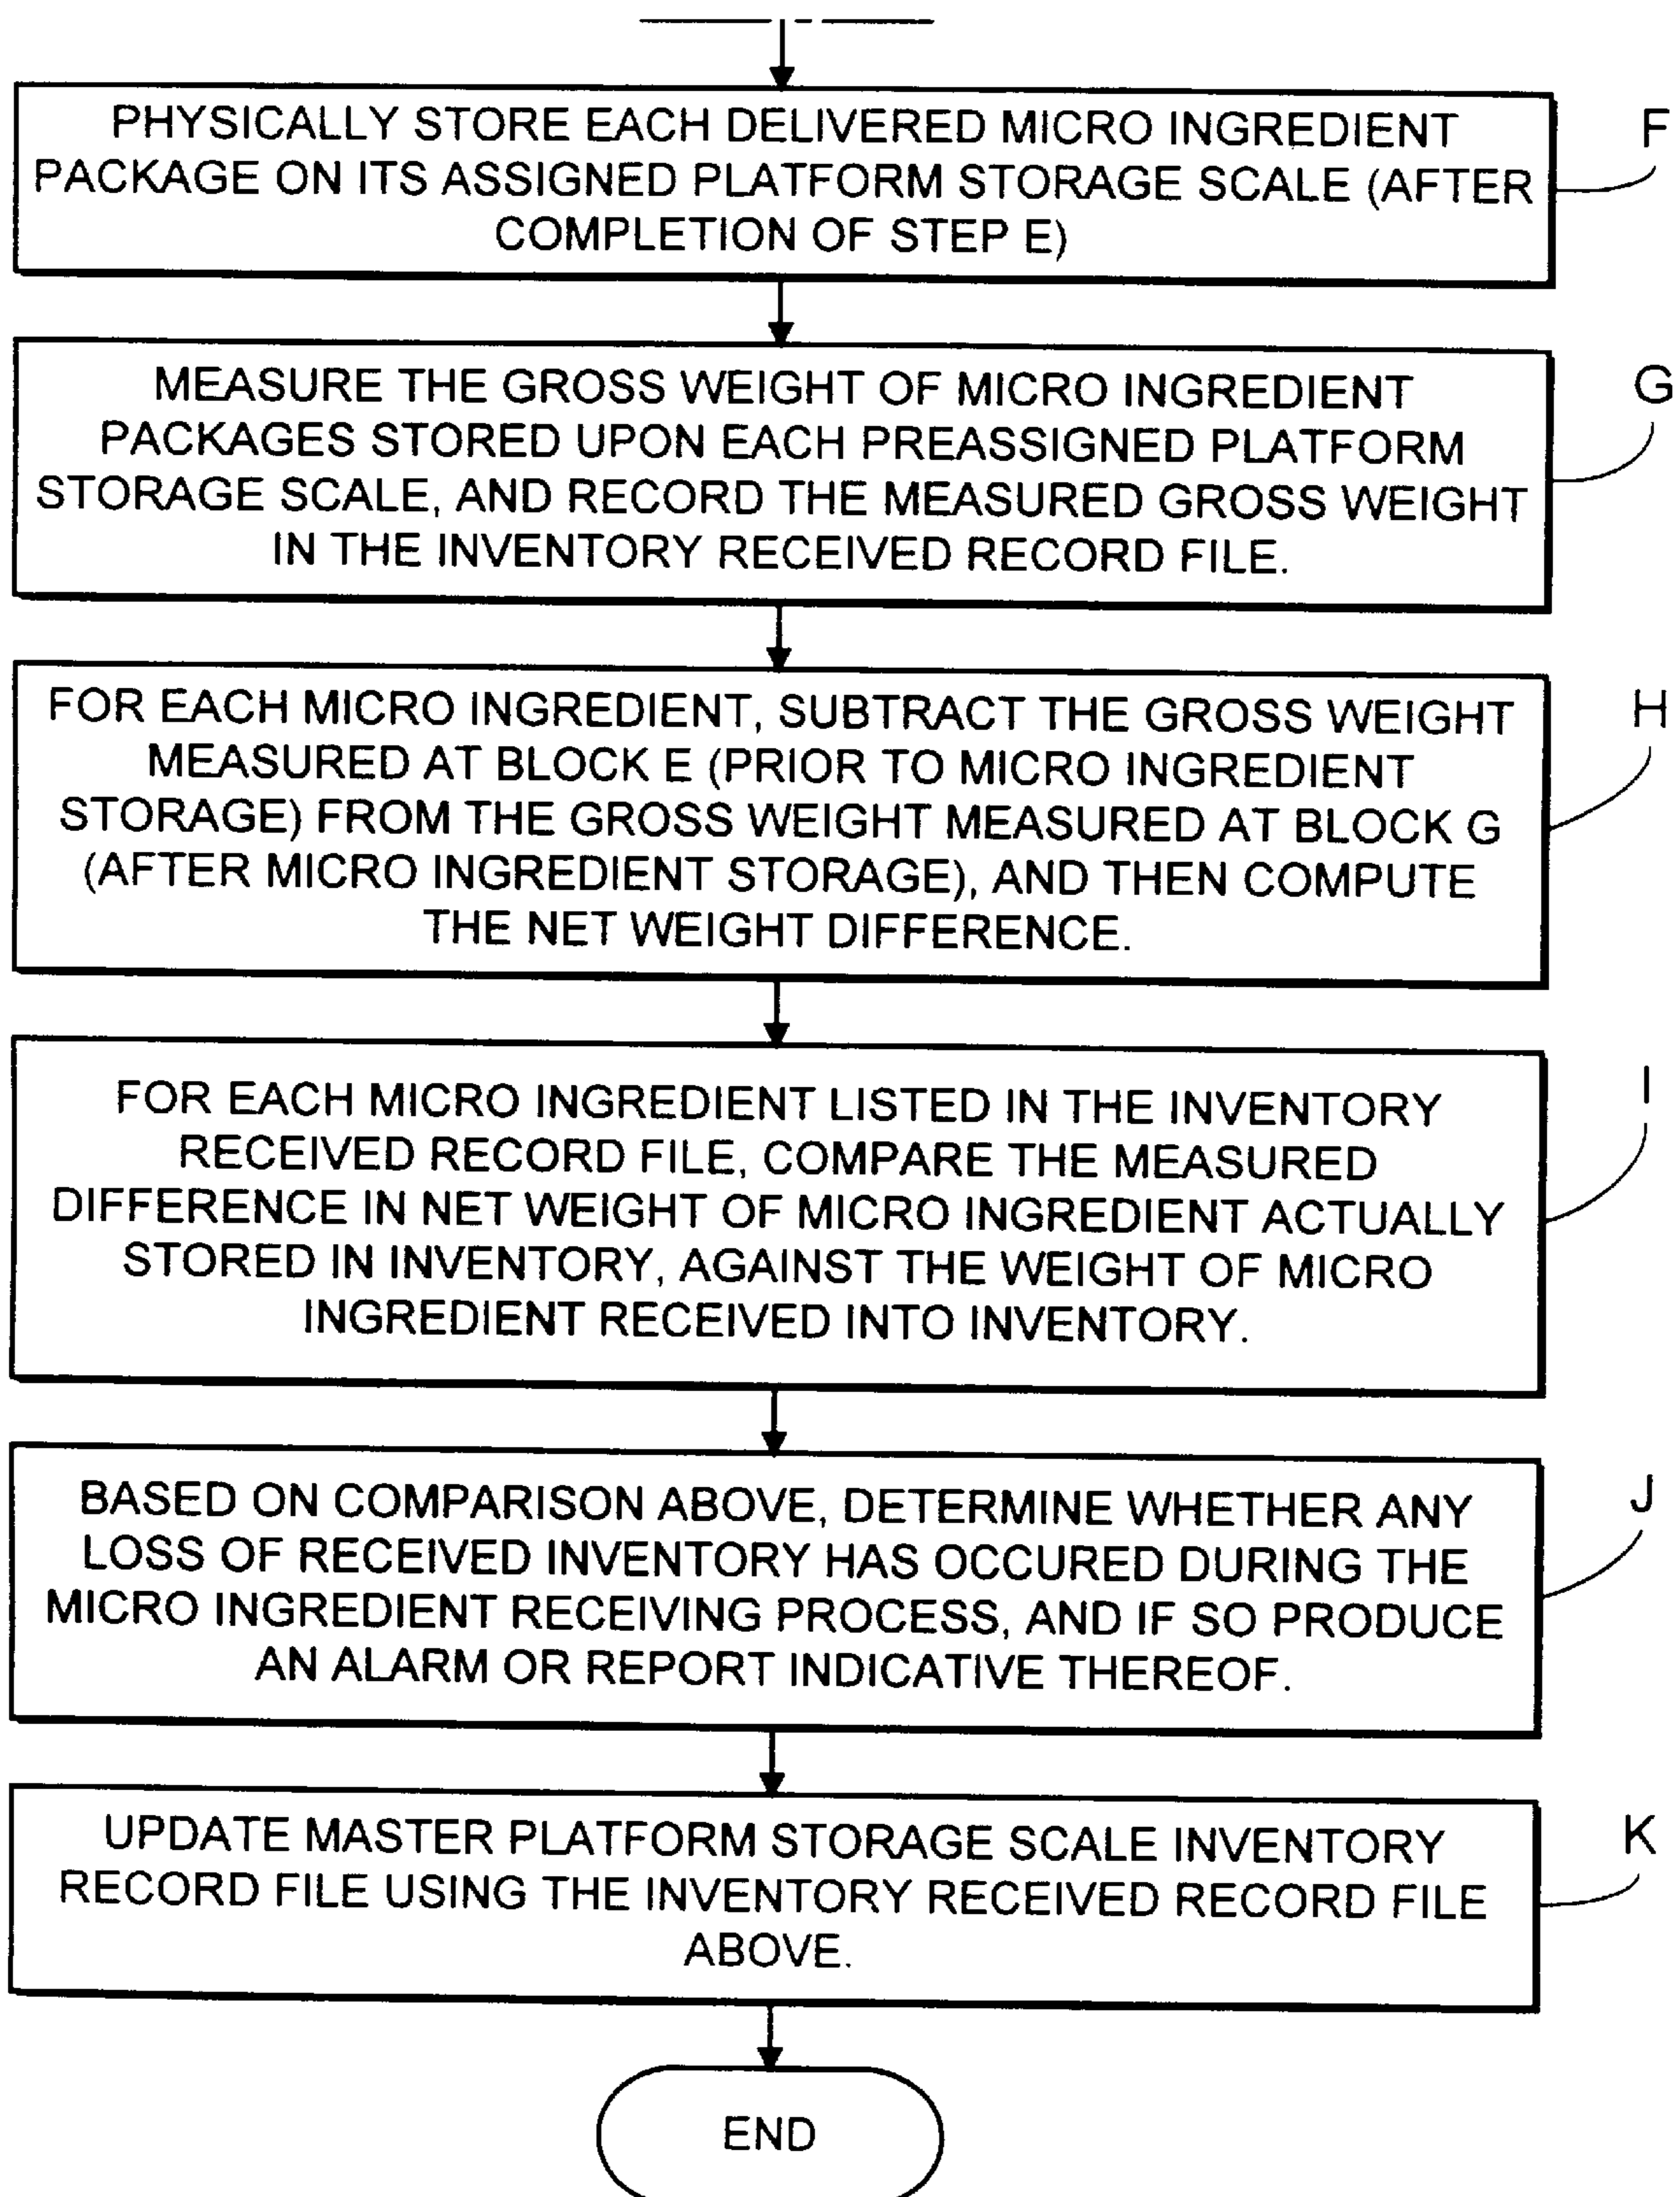 PHYSICALLY STORE EACH DELIVERED MICRO INGREDIENT
PACKAGE ON ITS ASSIGNED PLATFORM STORAGE SCALE (AFTER
COMPLETION OF STEP E)
F
MEASURE THE GROSS WEIGHT OF MICRO INGREDIENT
PACKAGES STORED UPON EACH PREASSIGNED PLATFORM
STORAGE SCALE, AND RECORD THE MEASURED GROSS WEIGHT
IN THE INVENTORY RECEIVED RECORD FILE.
G
FOR EACH MICRO INGREDIENT, SUBTRACT THE GROSS WEIGHT
MEASURED AT BLOCK E (PRIOR TO MICRO INGREDIENT
STORAGE) FROM THE GROSS WEIGHT MEASURED AT BLOCK G
(AFTER MICRO INGREDIENT STORAGE), AND THEN COMPUTE
THE NET WEIGHT DIFFERENCE.
H
FOR EACH MICRO INGREDIENT LISTED IN THE INVENTORY
RECEIVED RECORD FILE, COMPARE THE MEASURED
DIFFERENCE IN NET WEIGHT OF MICRO INGREDIENT ACTUALLY
STORED IN INVENTORY, AGAINST THE WEIGHT OF MICRO
INGREDIENT RECEIVED INTO INVENTORY.
I
BASED ON COMPARISON ABOVE, DETERMINE WHETHER ANY
LOSS OF RECEIVED INVENTORY HAS OCCURED DURING THE
MICRO INGREDIENT RECEIVING PROCESS, AND IF SO PRODUCE
AN ALARM OR REPORT INDICATIVE THEREOF.
J
UPDATE MASTER PLATFORM STORAGE SCALE INVENTORY
RECORD FILE USING THE INVENTORY RECEIVED RECORD FILE
ABOVE.
K
END